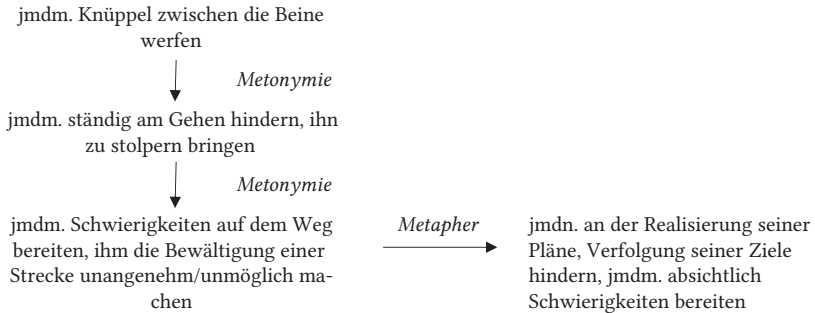 jmdm. Knüppel zwischen die Beine
werfen
Metonymie
jmdm. ständig am Gehen hindern, ihn
zu stolpern bringen
Metonymie
jmdm. Schwierigkeiten auf dem Weg
bereiten, ihm die Bewältigung einer
Strecke unangenehm/unmöglich ma-
chen
Metapher
jmdn. an der Realisierung seiner
Pläne, Verfolgung seiner Ziele
hindern, jmdm. absichtlich
Schwierigkeiten bereiten